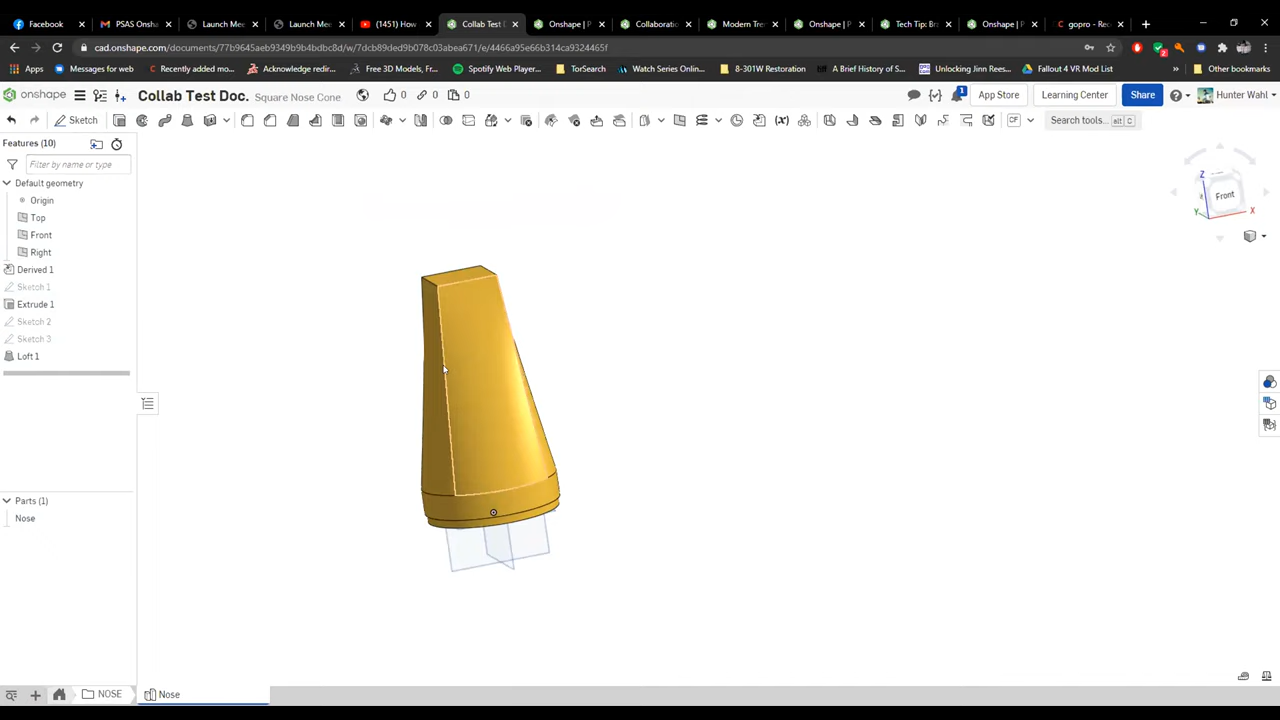 Facebook
PSAS Onsha
Launch Mee
Launch Mee
(1451) How
Collab Test D
Onshape | P
Collaboratio
Modern Tre
Onshape | P
Tech Tip: Bra
Onshape | P
gopro - Reco
cad.onshape.com/documents/77b9645aeb9349b9b4bdbc8d/w/7dcb89ded9b078c03abea671/e/4466a95e66b314ca9324465f
Apps
Messages for web
Recently added mo...
Acknowledge redir...
Free 3D Models, Fr...
Spotify Web Player...
TorSearch
Watch Series Onlin...
8-301W Restoration
A Brief History of S...
Unlocking Jinn Rees...
Fallout 4 VR Mod List
»
Other bookmarks
onshape
Collab Test Doc.
Square Nose Cone
0
0
0
1
App Store
Learning Center
Share
Hunter Wahl
Sketch
(x)
CF
Search tools...
alt
C
Features (10)
Filter by name or type
Default geometry
Origin
Top
Front
Right
Derived 1
Sketch 1
Extrude 1
Sketch 2
Sketch 3
Loft 1
Z
Front
Y
X
Parts (1)
Nose
NOSE
Nose